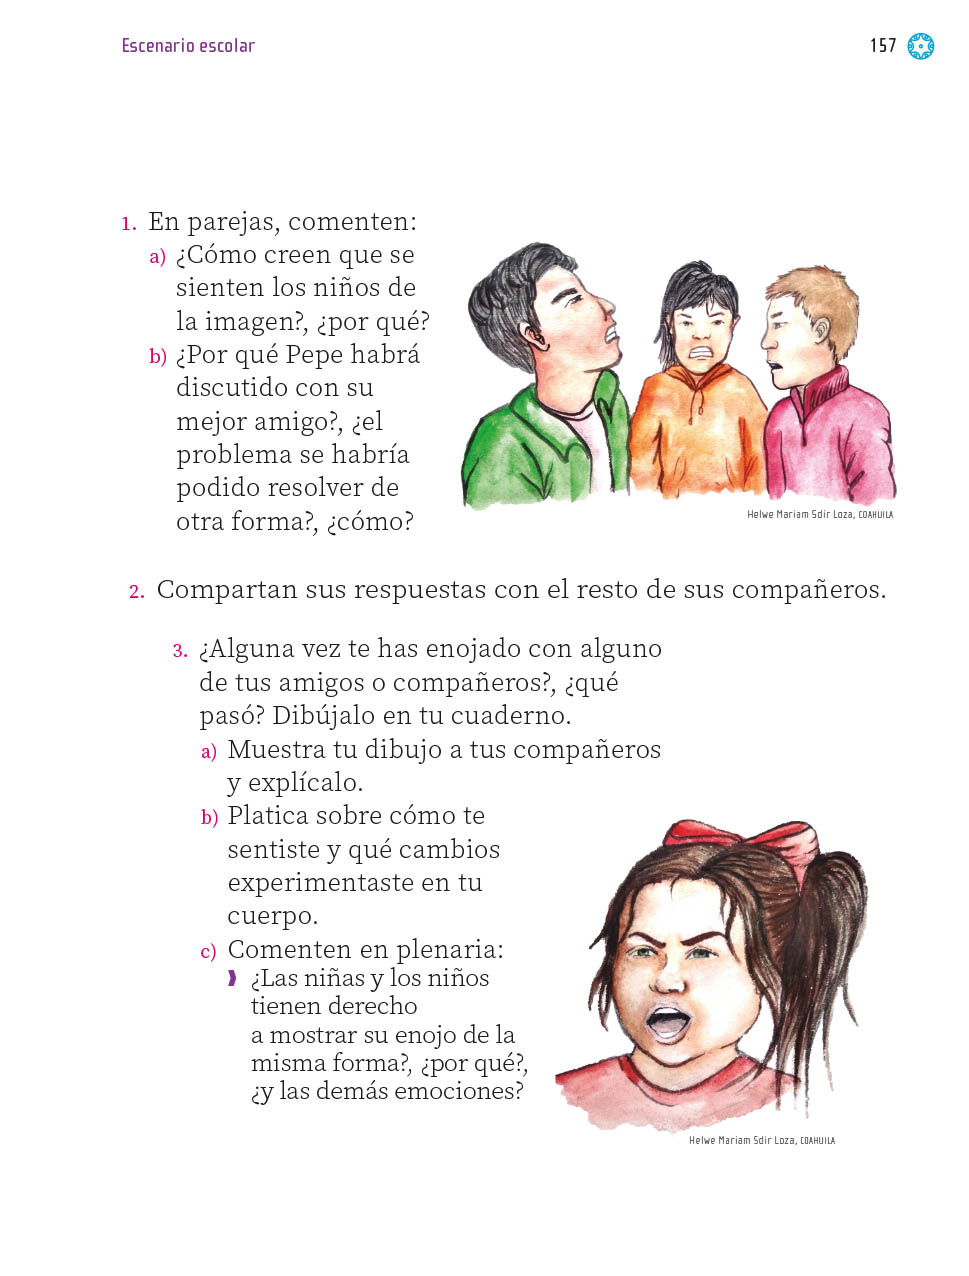 Escenario escolar
157
1. En parejas, comenten:
a) ¿Cómo creen que se
sienten los niños de
la imagen?, ¿por qué?
b) ¿Por qué Pepe habrá
discutido con su
mejor amigo?, ¿el
problema se habría
podido resolver de
otra forma?, ¿cómo?
Helwe Mariam Sdir Loza, COAHUILA
2. Compartan sus respuestas con el resto de sus compañeros.
3. ¿Alguna vez te has enojado con alguno
de tus amigos o compañeros?, ¿qué
pasó? Dibújalo en tu cuaderno.
a) Muestra tu dibujo a tus compañeros
y explícalo.
b) Platica sobre cómo te
sentiste y qué cambios
experimentaste en tu
cuerpo.
c) Comenten en plenaria:
¿Las niñas y los niños
tienen derecho
a mostrar su enojo de la
misma forma?, ¿por qué?,
¿y las demás emociones?
Helwe Mariam Sdir Loza, COAHUILA